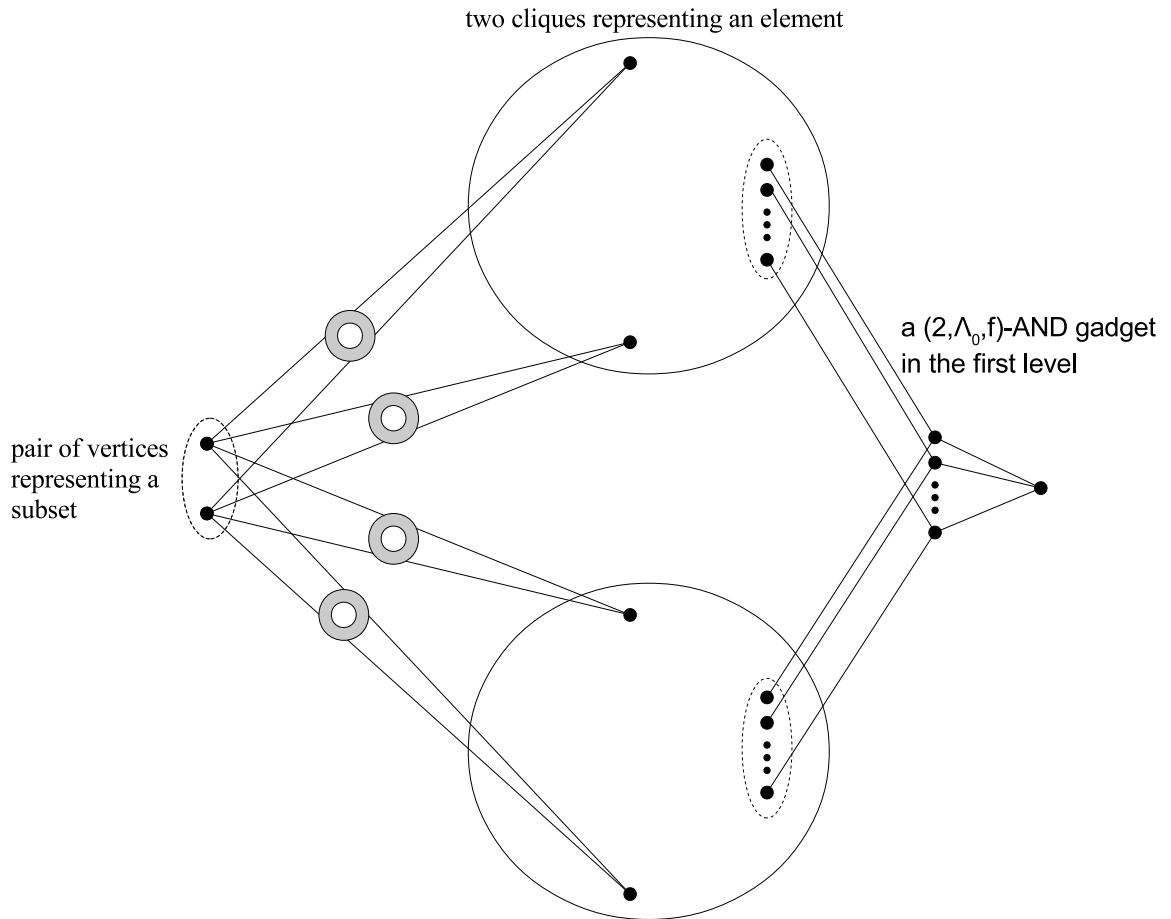 two cliques representing an element
a (2,Λ₀,f)-AND gadget
in the first level
pair of vertices
representing a
subset